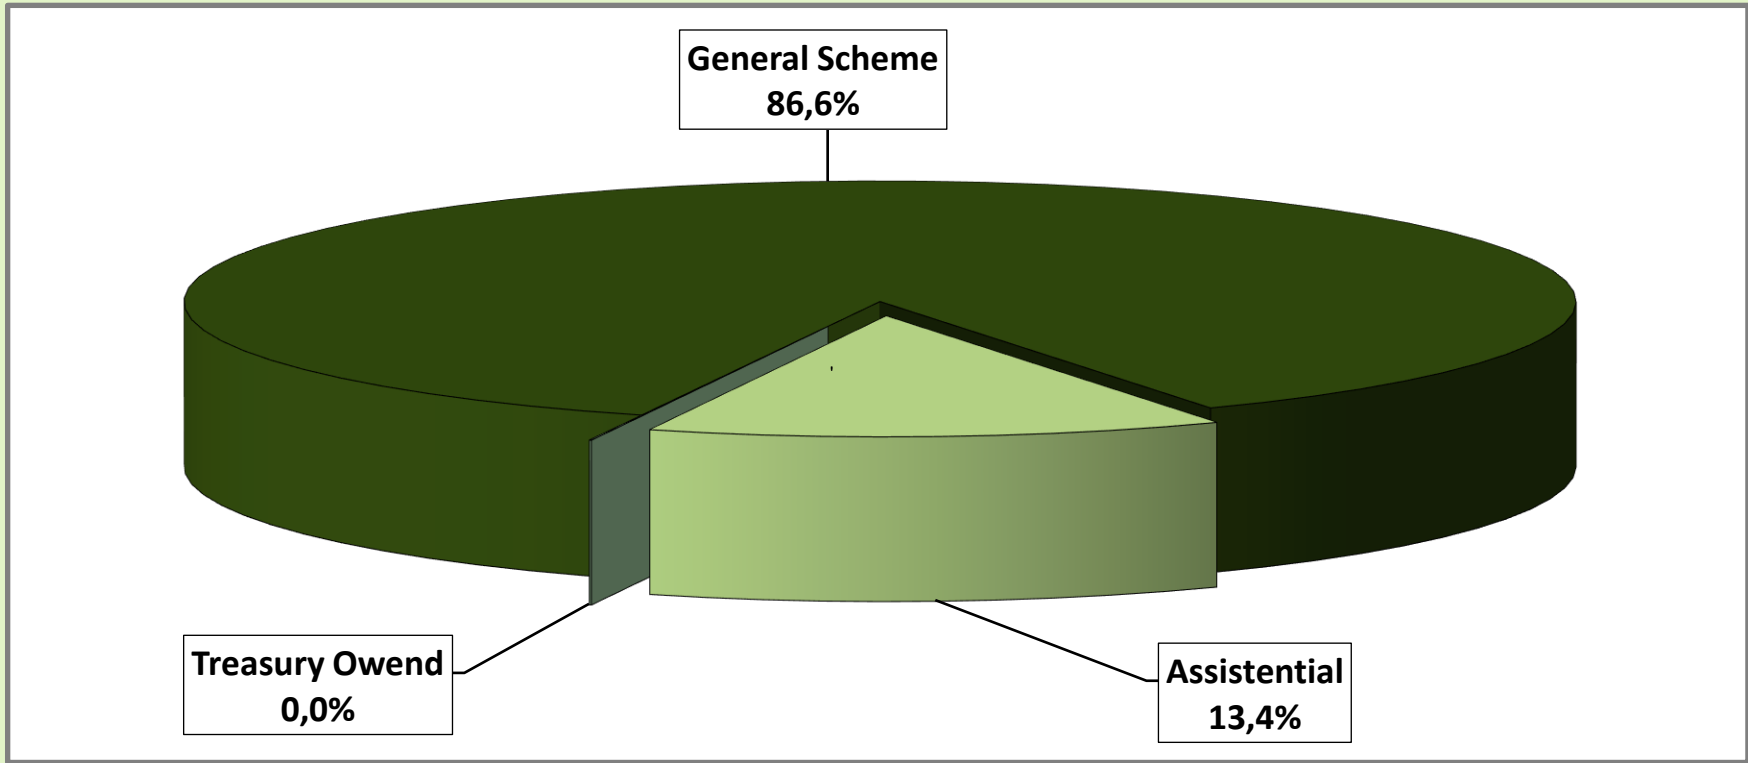 General Scheme
86,6%
Treasury Owend
0,0%
Assistential
13,4%